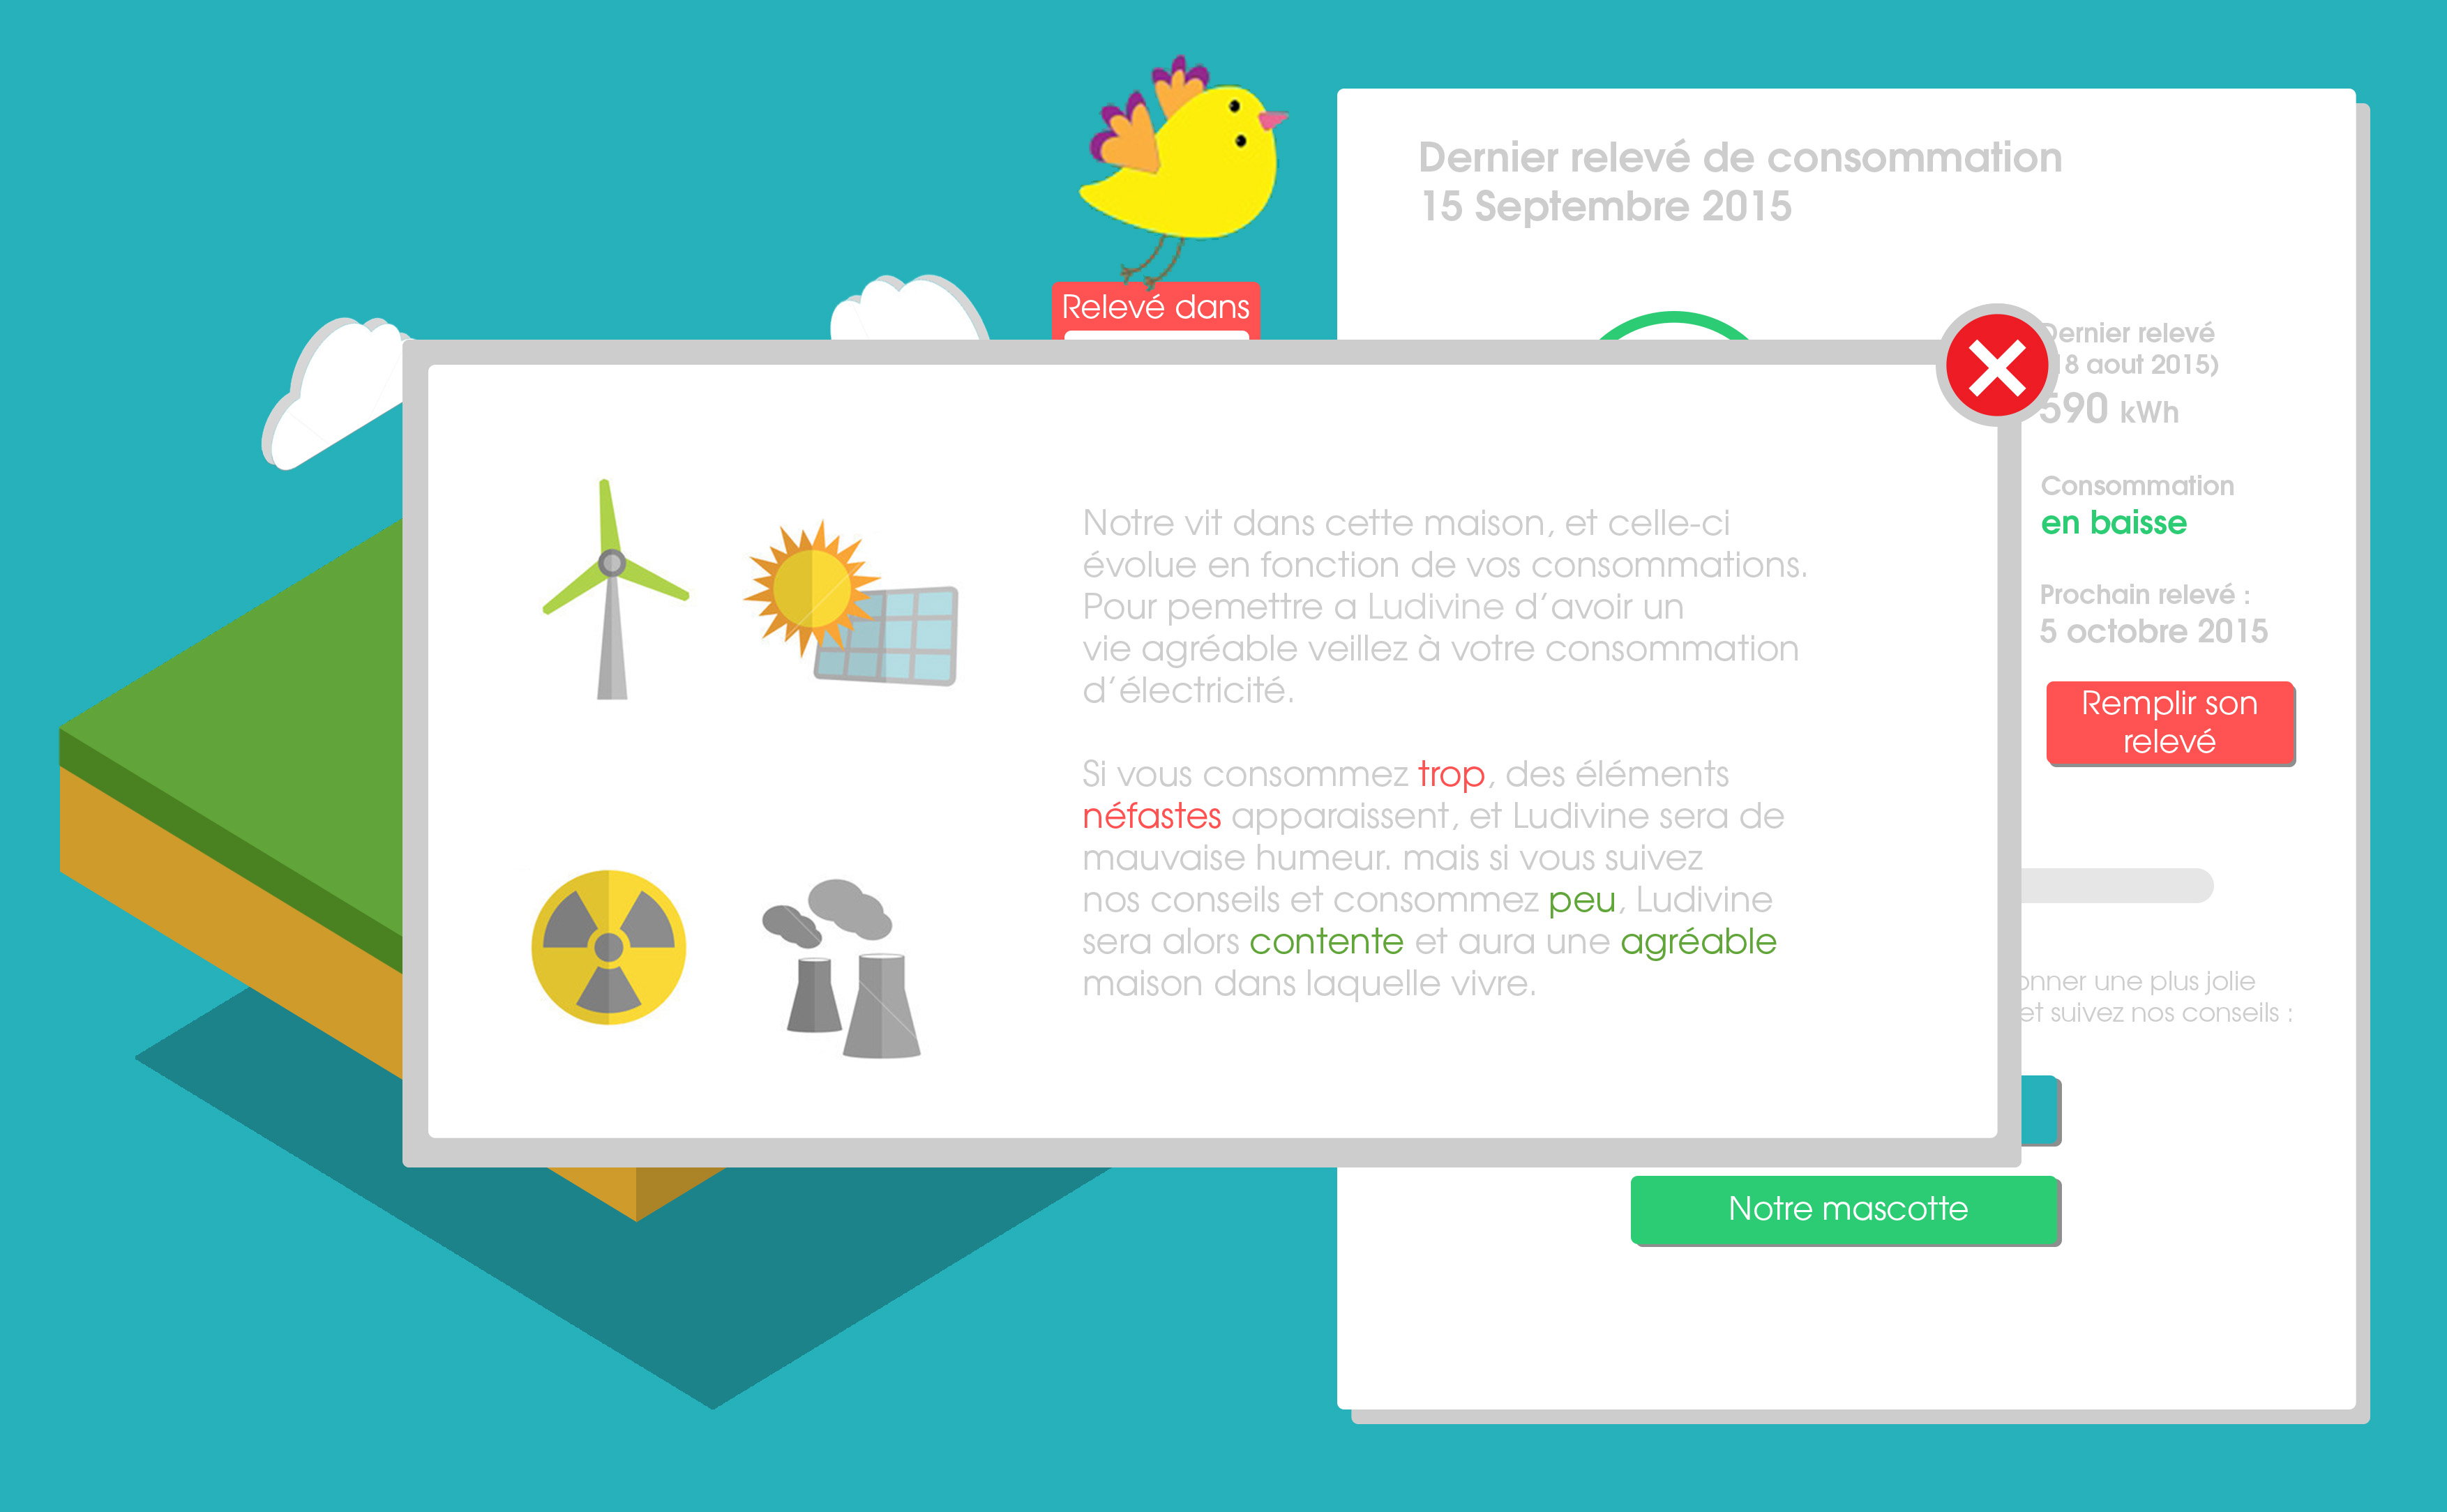 Dernier relevé de consommation
15 Septembre 2015
Relevé dans
Dernier relevé
8 aout 2015)
590 kWh
Consommation
en baisse
Prochain relevé :
5 octobre 2015
Remplir son
relevé
Notre vit dans cette maison, et celle-ci
évolue en fonction de vos consommations.
Pour pemettre a Ludivine d'avoir un
vie agréable veillez à votre consommation
d'électricité.
Si vous consommez trop, des éléments
néfastes apparaissent, et Ludivine sera de
mauvaise humeur. mais si vous suivez
nos conseils et consommez peu, Ludivine
sera alors contente et aura une agréable
maison dans laquelle vivre.
une plus jolie
et suivez nos conseils :
Notre mascotte